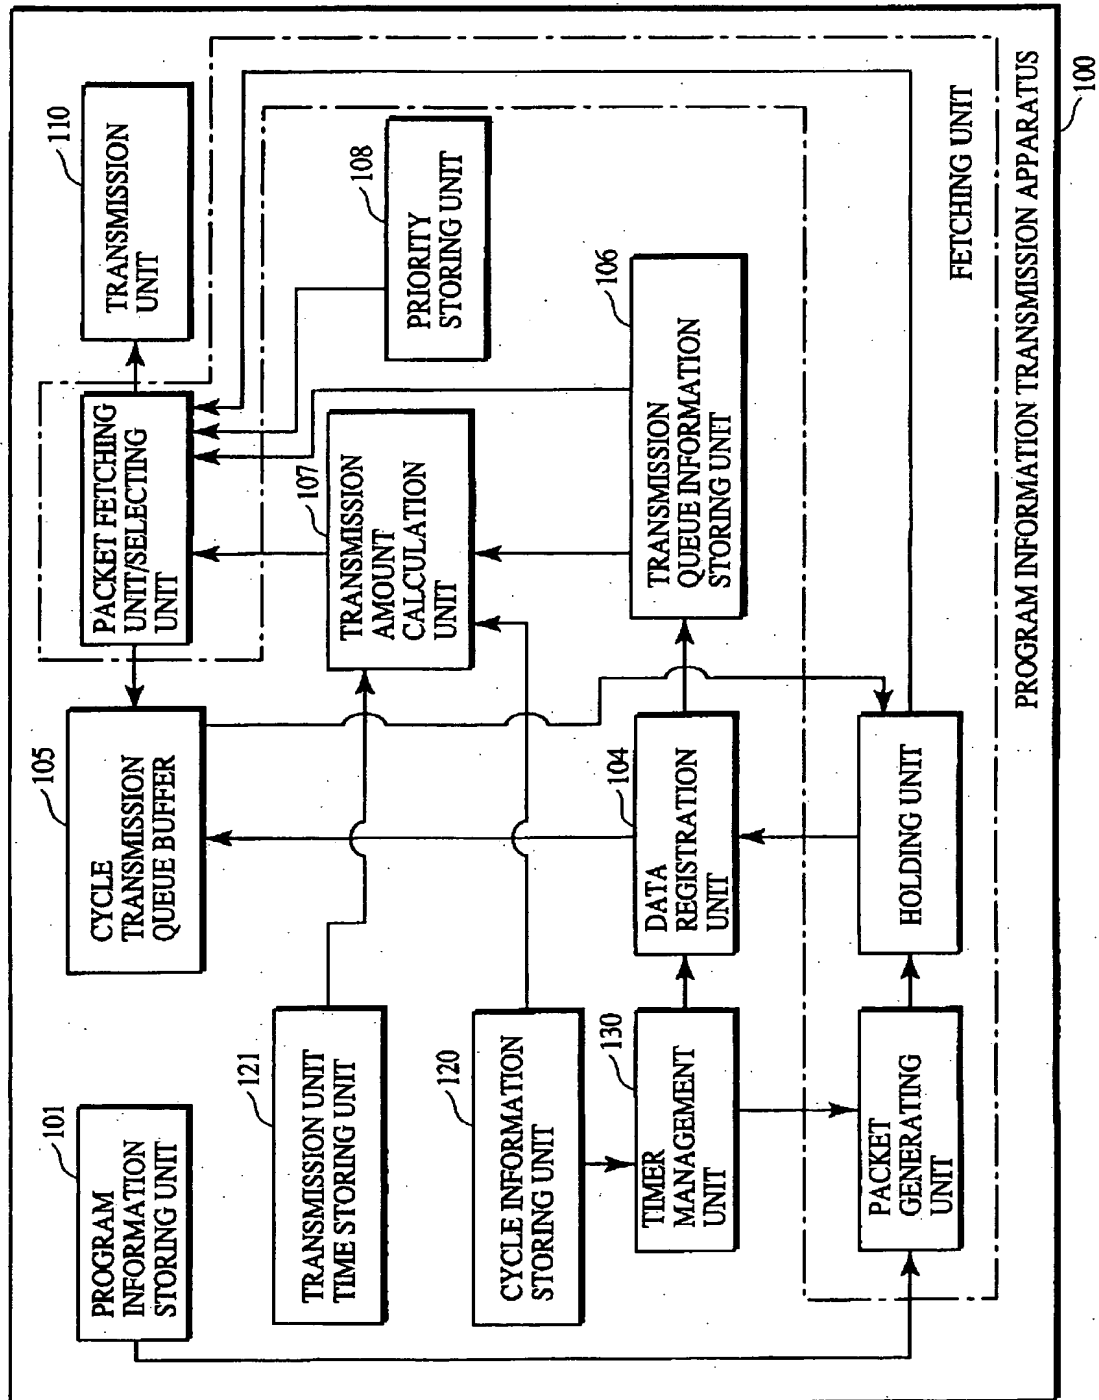 101
PROGRAM
INFORMATION
STORING UNIT
105
CYCLE
TRANSMISSION
QUEUE BUFFER
PACKET FETCHING
UNIT/SELECTING
UNIT
110
TRANSMISSION
UNIT
121
TRANSMISSION UNIT
TIME STORING UNIT
107
TRANSMISSION
AMOUNT
CALCULATION
UNIT
108
PRIORITY
STORING UNIT
120
CYCLE INFORMATION
STORING UNIT
130
TIMER
MANAGEMENT
UNIT
104
DATA
REGISTRATION
UNIT
106
TRANSMISSION
QUEUE INFORMATION
STORING UNIT
PACKET
GENERATING
UNIT
HOLDING UNIT
FETCHING UNIT
PROGRAM INFORMATION TRANSMISSION APPARATUS
100